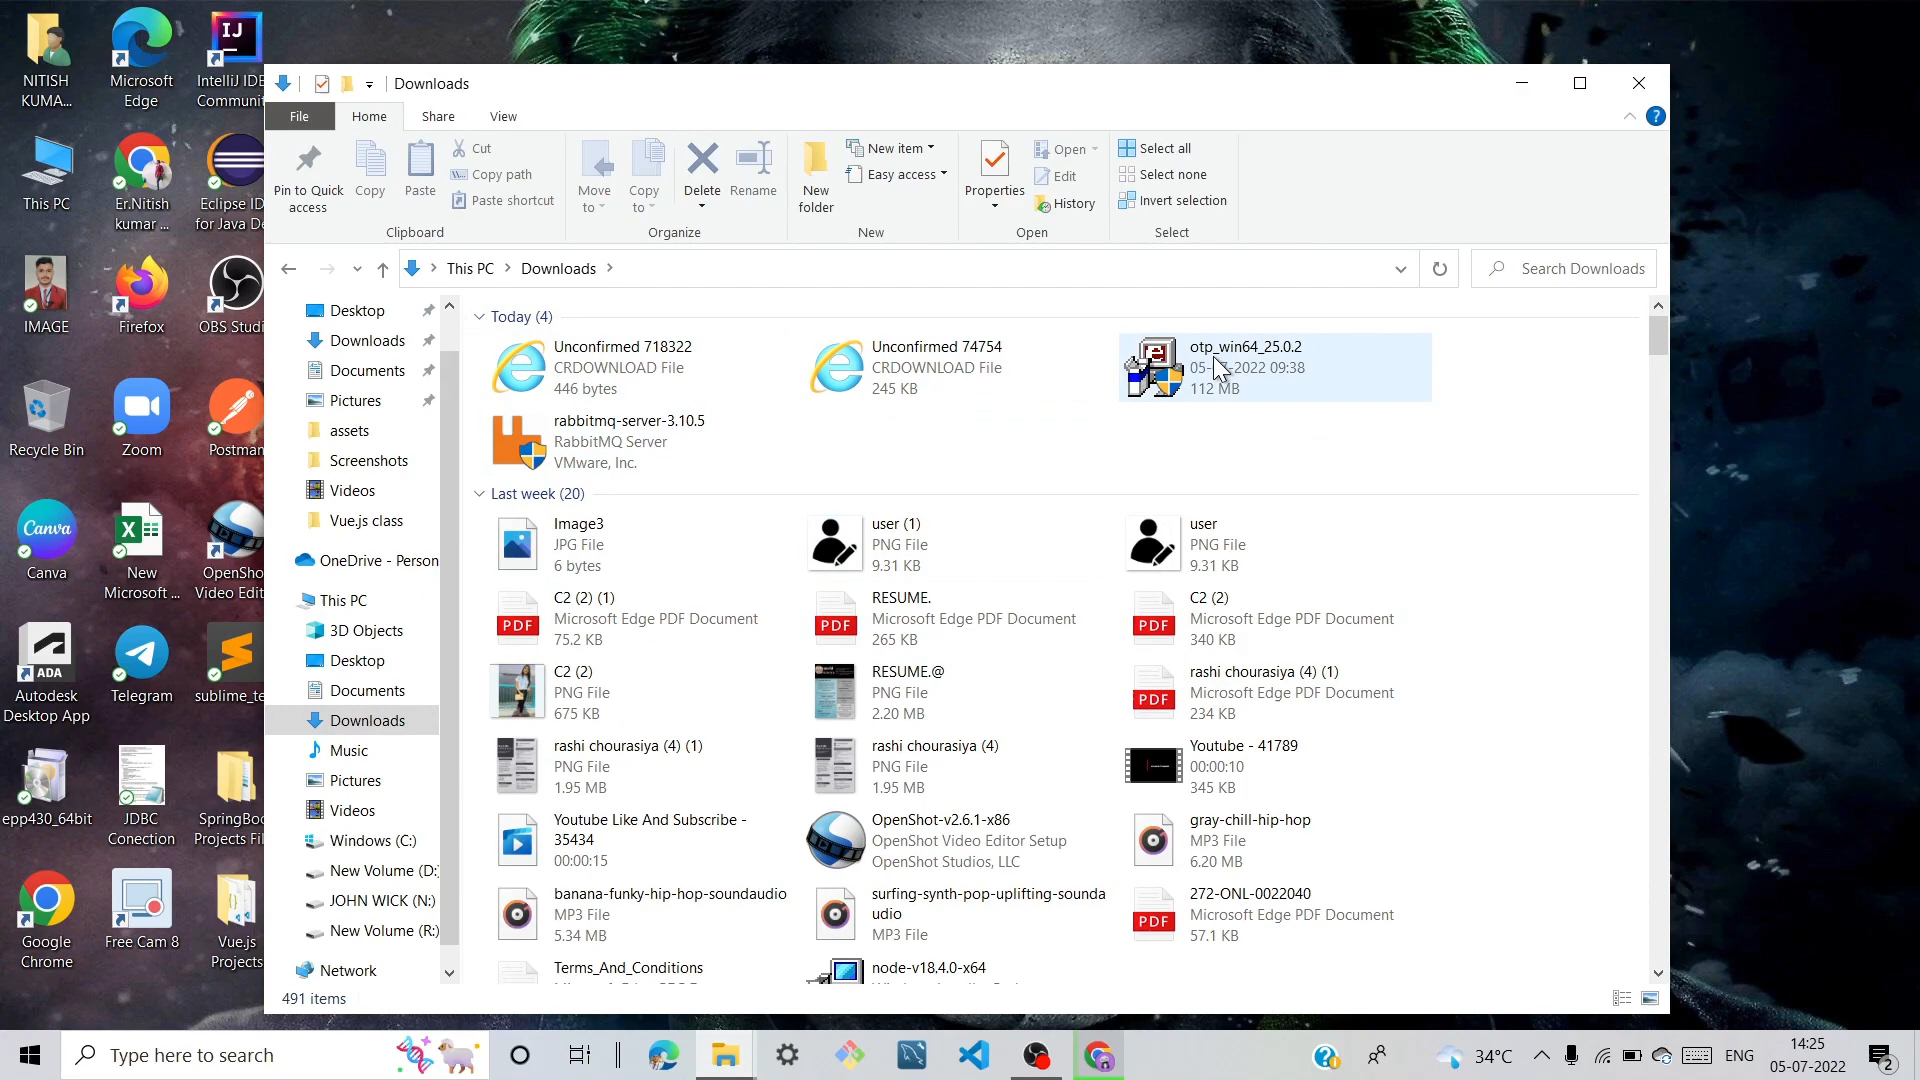 NITISH
KUMA...
Microsoft
Edge
IntelliJ IDE
Communit
This PC
Er.Nitish
kumar ...
Eclipse ID
for Java De
IMAGE
Firefox
OBS Studi
Recycle Bin
Zoom
Postman
Canva
Canva
New
Microsoft ...
OpenSho
Video Edit
ADA
Autodesk
Desktop App
Telegram
sublime_te
epp430_64bit
JDBC
Conection
SpringBoo
Projects Fil
Google
Chrome
Free Cam 8
Vue.js
Projects
Downloads
File
Home
Share
View
Pin to Quick
access
Copy
Paste
Cut
Copy path
Paste shortcut
Clipboard
Move
to
Copy
to
Delete
Rename
Organize
New
folder
New item
Easy access
New
Properties
Open
Edit
History
Open
Select all
Select none
Invert selection
Select
This PC
Downloads
Search Downloads
Desktop
Downloads
Documents
Pictures
assets
Screenshots
Videos
Vue.js class
OneDrive - Person
This PC
3D Objects
Desktop
Documents
Downloads
Music
Pictures
Videos
Windows (C:)
New Volume (D:
JOHN WICK (N:)
New Volume (R:)
Network
Today (4)
Unconfirmed 718322
CRDOWNLOAD File
446 bytes
Unconfirmed 74754
CRDOWNLOAD File
245 KB
otp_win64_25.0.2
05-07-2022 09:38
112 MB
rabbitmq-server-3.10.5
RabbitMQ Server
VMware, Inc.
Last week (20)
Image3
JPG File
6 bytes
user (1)
PNG File
9.31 KB
user
PNG File
9.31 KB
C2 (2) (1)
Microsoft Edge PDF Document
75.2 KB
RESUME.
Microsoft Edge PDF Document
265 KB
C2 (2)
Microsoft Edge PDF Document
340 KB
C2 (2)
PNG File
675 KB
RESUME.@
PNG File
2.20 MB
rashi chourasiya (4) (1)
Microsoft Edge PDF Document
234 KB
rashi chourasiya (4) (1)
PNG File
1.95 MB
rashi chourasiya (4)
PNG File
1.95 MB
Youtube - 41789
00:00:10
345 KB
Youtube Like And Subscribe -
35434
00:00:15
OpenShot-v2.6.1-x86
OpenShot Video Editor Setup
OpenShot Studios, LLC
gray-chill-hip-hop
MP3 File
6.20 MB
banana-funky-hip-hop-soundaudio
MP3 File
5.34 MB
surfing-synth-pop-uplifting-sounda
udio
MP3 File
272-ONL-0022040
Microsoft Edge PDF Document
57.1 KB
Terms_And_Conditions
node-v18.4.0-x64
491 items
Type here to search
34°C
ENG
14:25
05-07-2022
2